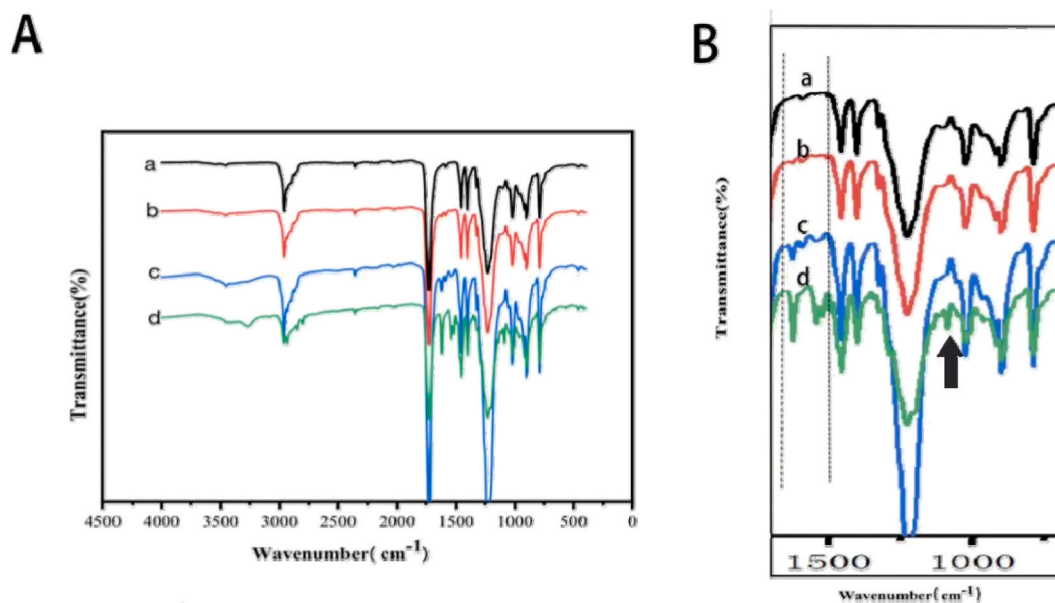 A
a
b
c
d
Transmittance(%)
4500 4000 3500 3000 2500 2000 1500 1000 500 0
Wavenumber( cm-1)
B
a
b
c
d
Transmittance(%)
1500 1000
Wavenumber(cm-1)